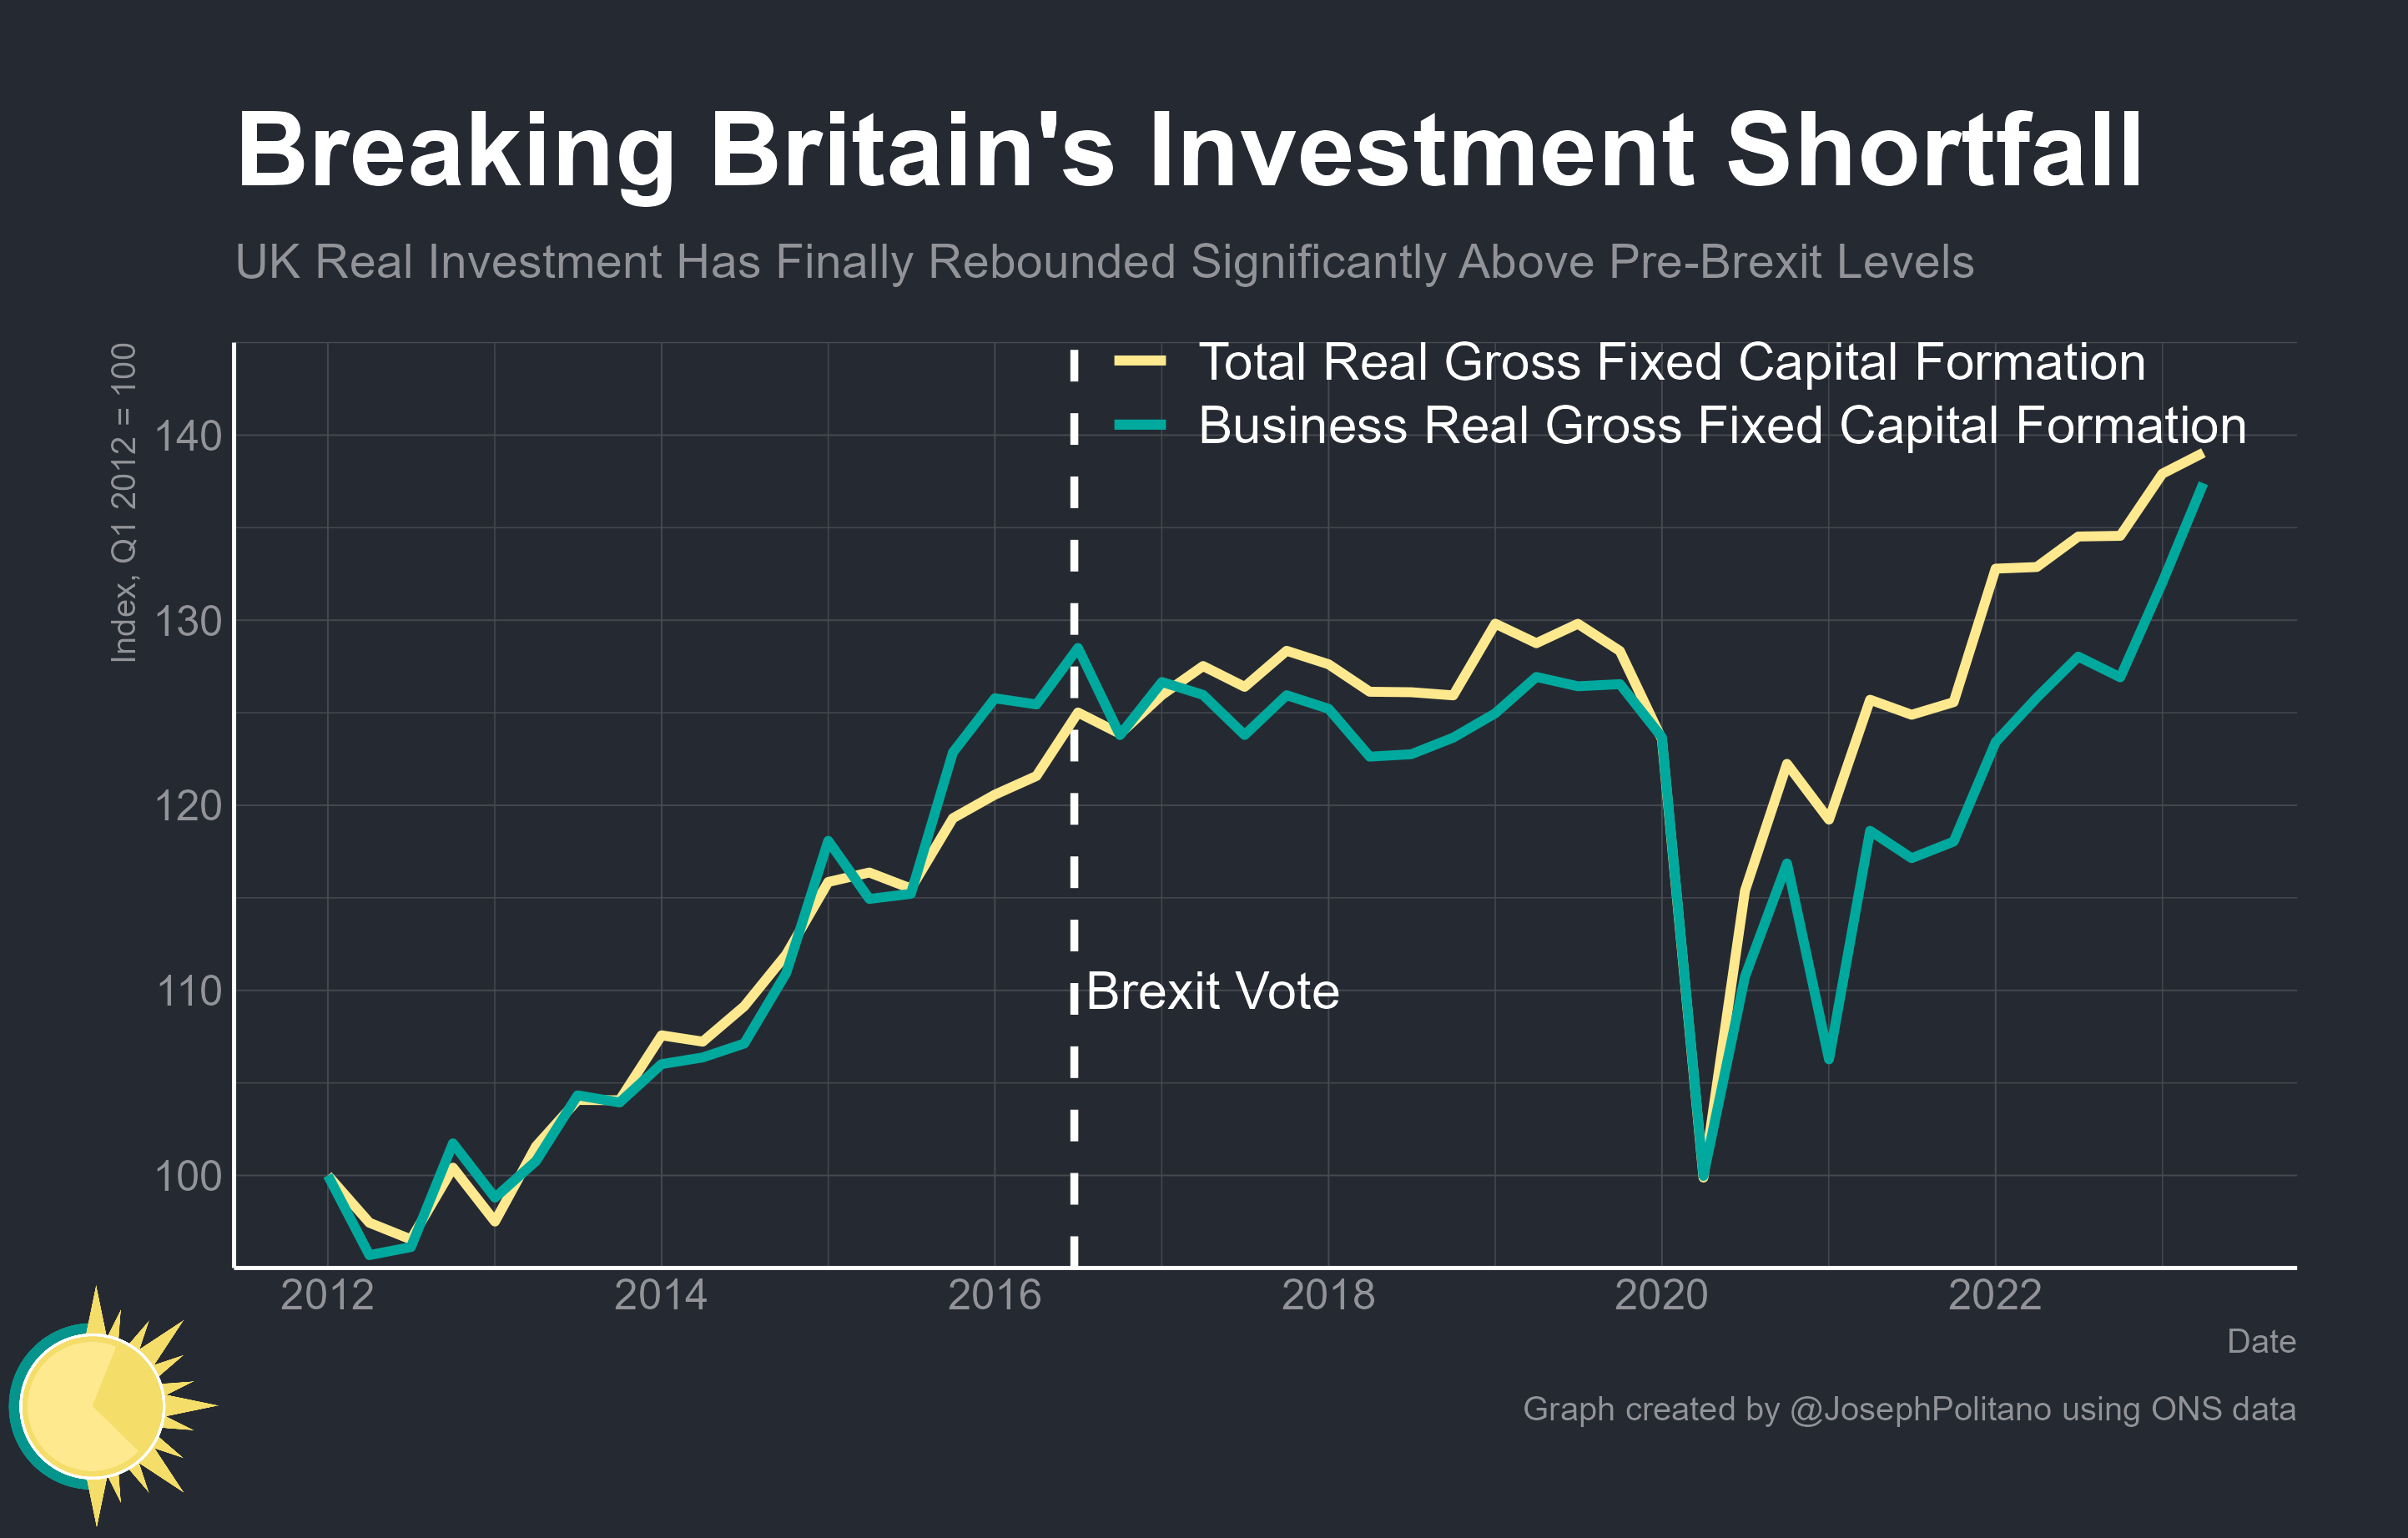 Breaking Britain's Investment Shortfall
UK Real Investment Has Finally Rebounded Significantly Above Pre-Brexit Levels
Index, Q1 2012 = 100
Total Real Gross Fixed Capital Formation
Business Real Gross Fixed Capital Formation
140
130
120
110
100
Brexit Vote
2012
2014
2016
2018
2020
2022
Date
Graph created by @JosephPolitano using ONS data